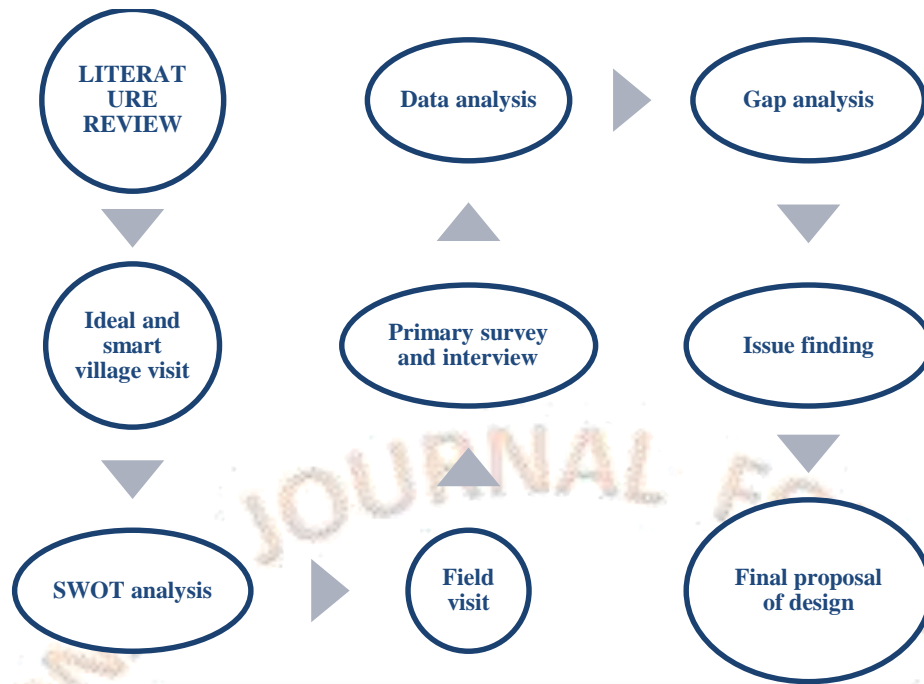 LITERAT
URE
REVIEW
Ideal and
smart
village visit
SWOT analysis
Field
visit
Primary survey
and interview
Data analysis
Gap analysis
Issue finding
Final proposal
of design
JOURNAL